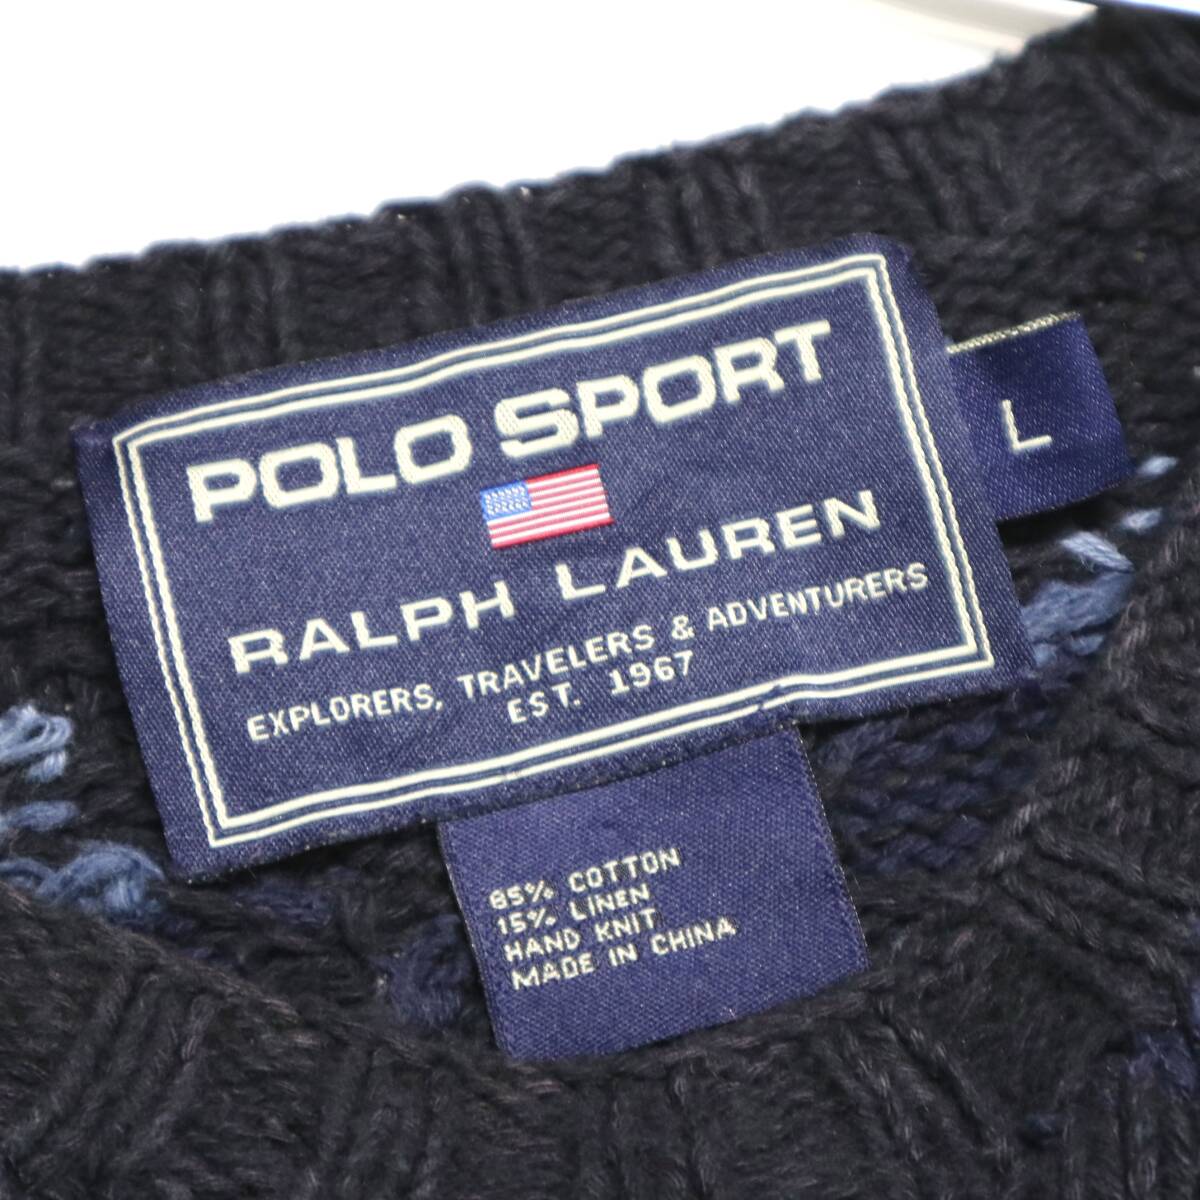 POLO SPORT
RALPH LAUREN
EXPLORERS, TRAVELERS & ADVENTURERS
EST. 1967
L
85% COTTON
15% LINEN
HAND KNIT
MADE IN CHINA